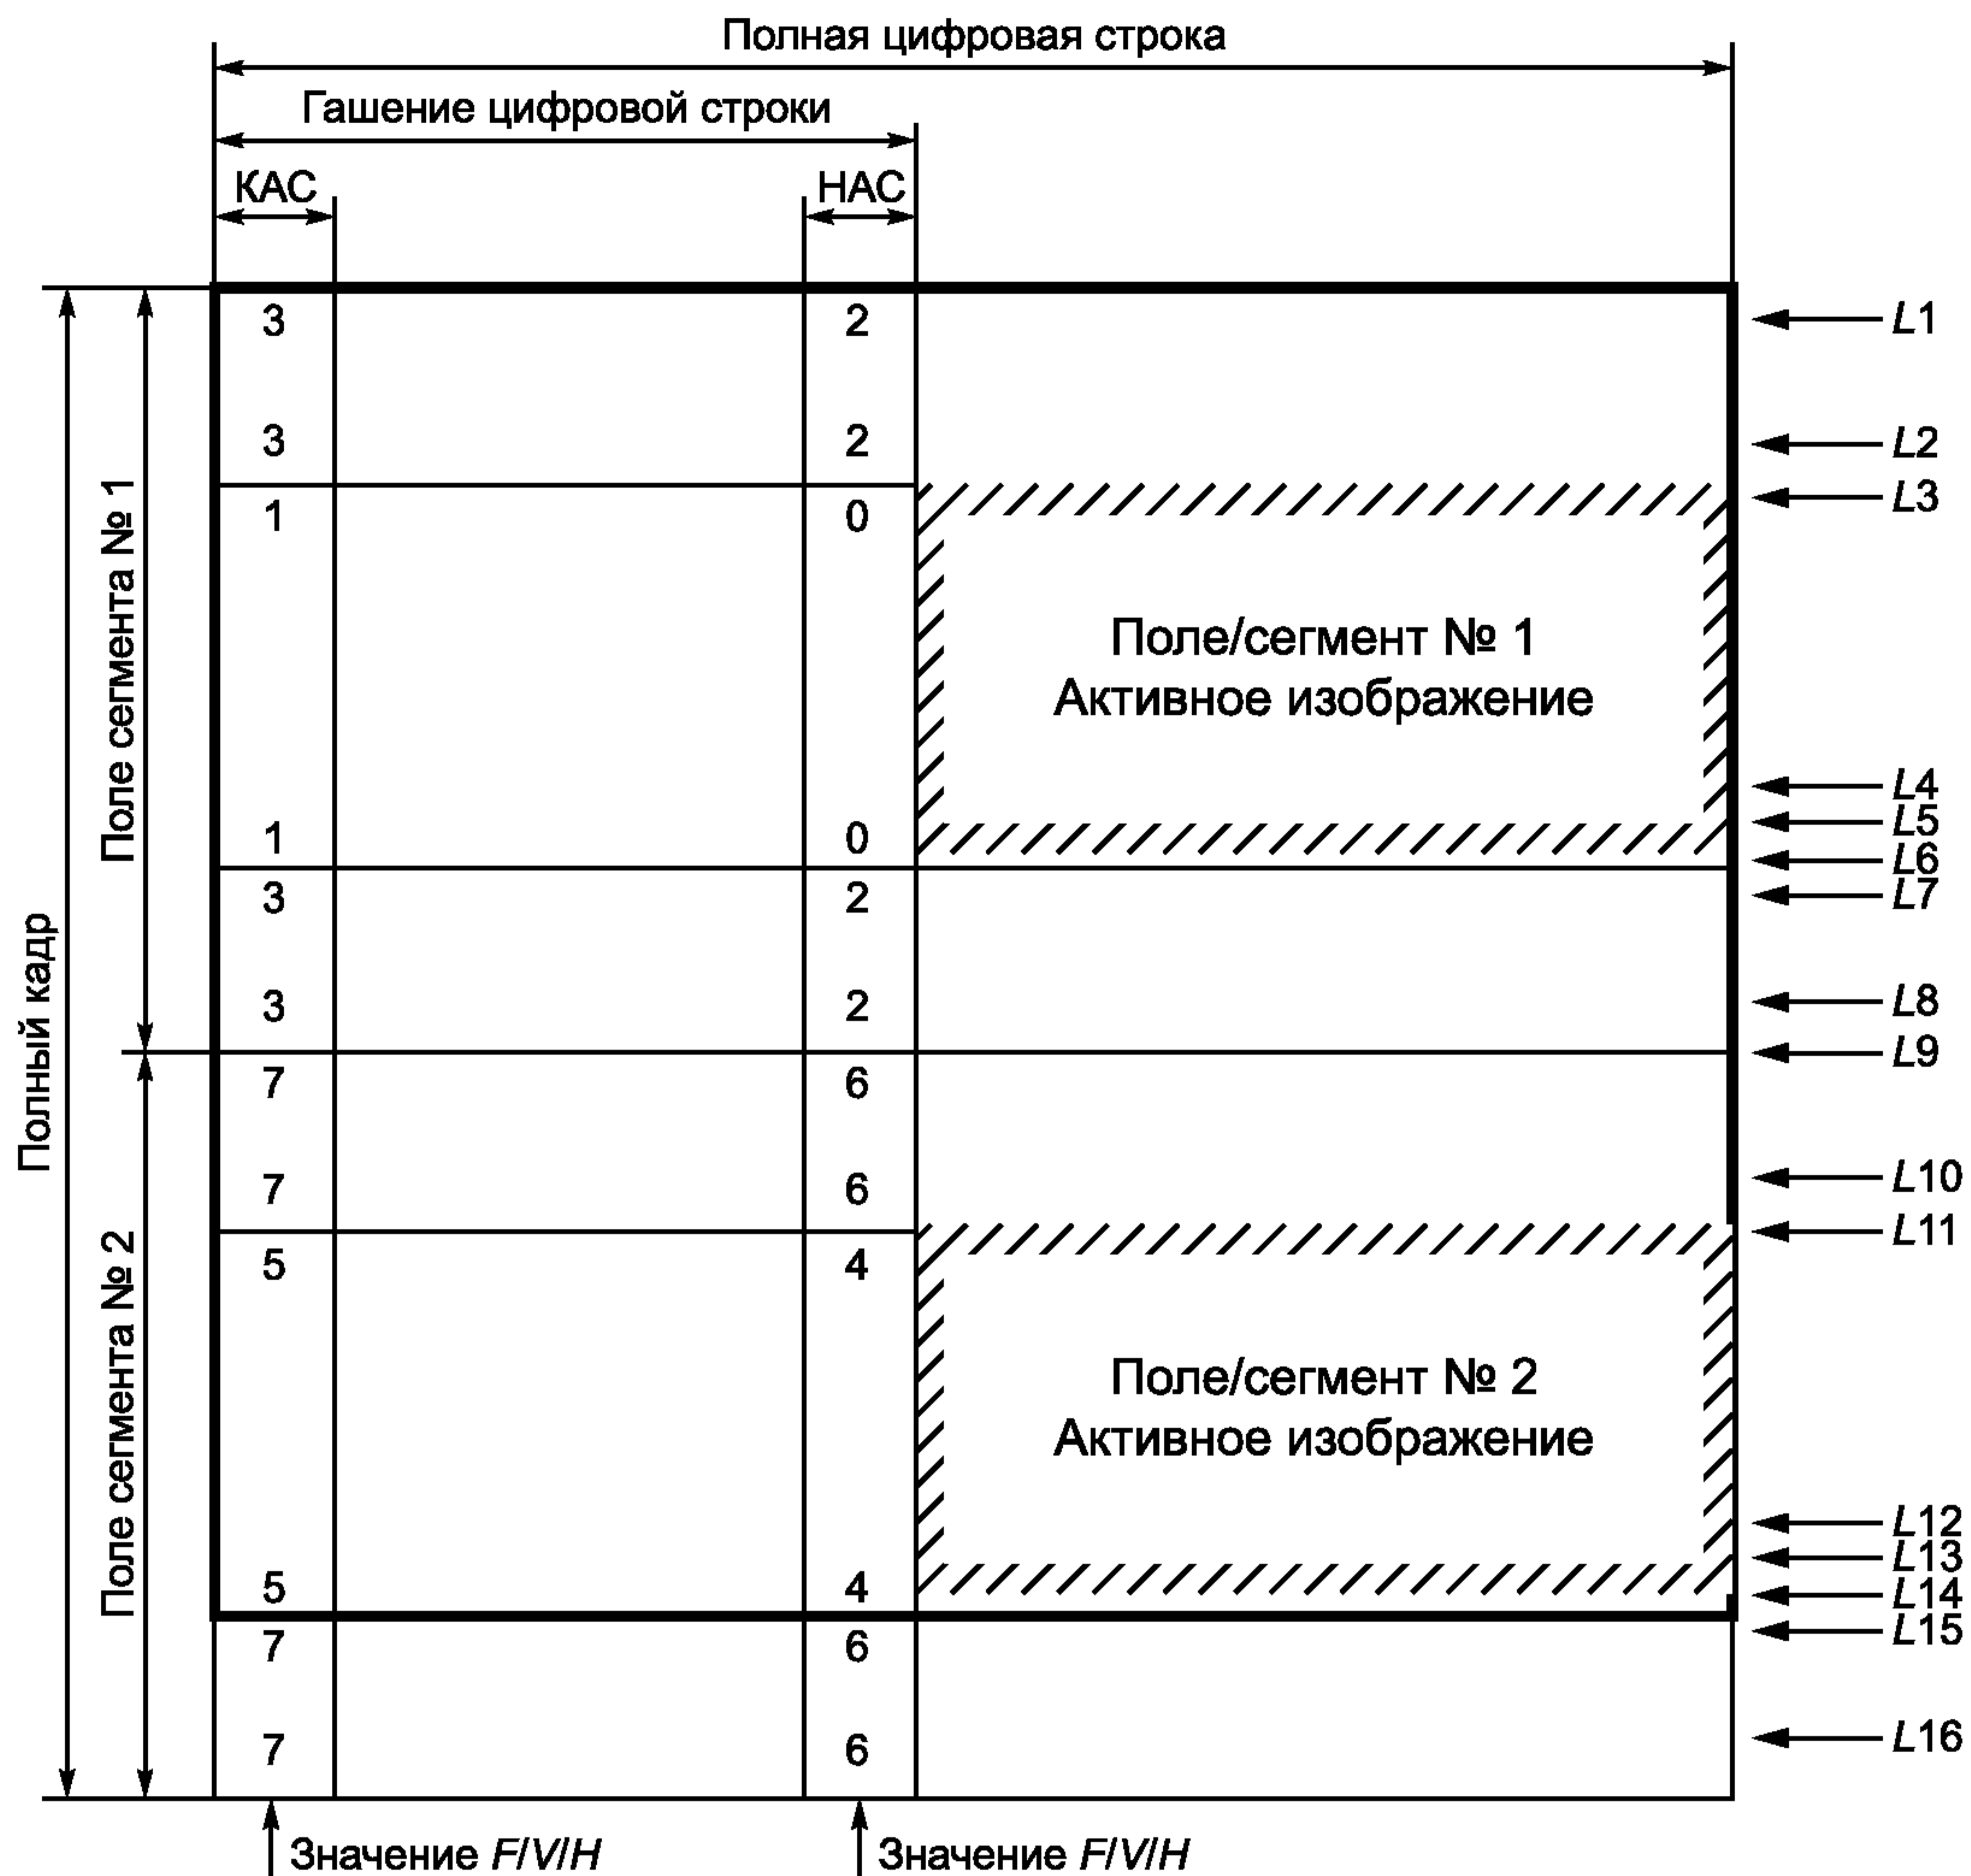 Полная цифровая строка
Гашение цифровой строки
КАС НАС
3 2 L1
3 2 L2
1 0 L3
Поле/сегмент № 1
Активное изображение
L4
1 0 L5
L6
3 2 L7
3 2 L8
L9
7 6
7 6 L10
L11
5 4
Поле/сегмент № 2
Активное изображение
L12
L13
5 4 L14
7 6 L15
7 6 L16
Полный кадр
Поле сегмента № 1
Поле сегмента № 2
Значение F/V/H Значение F/V/H